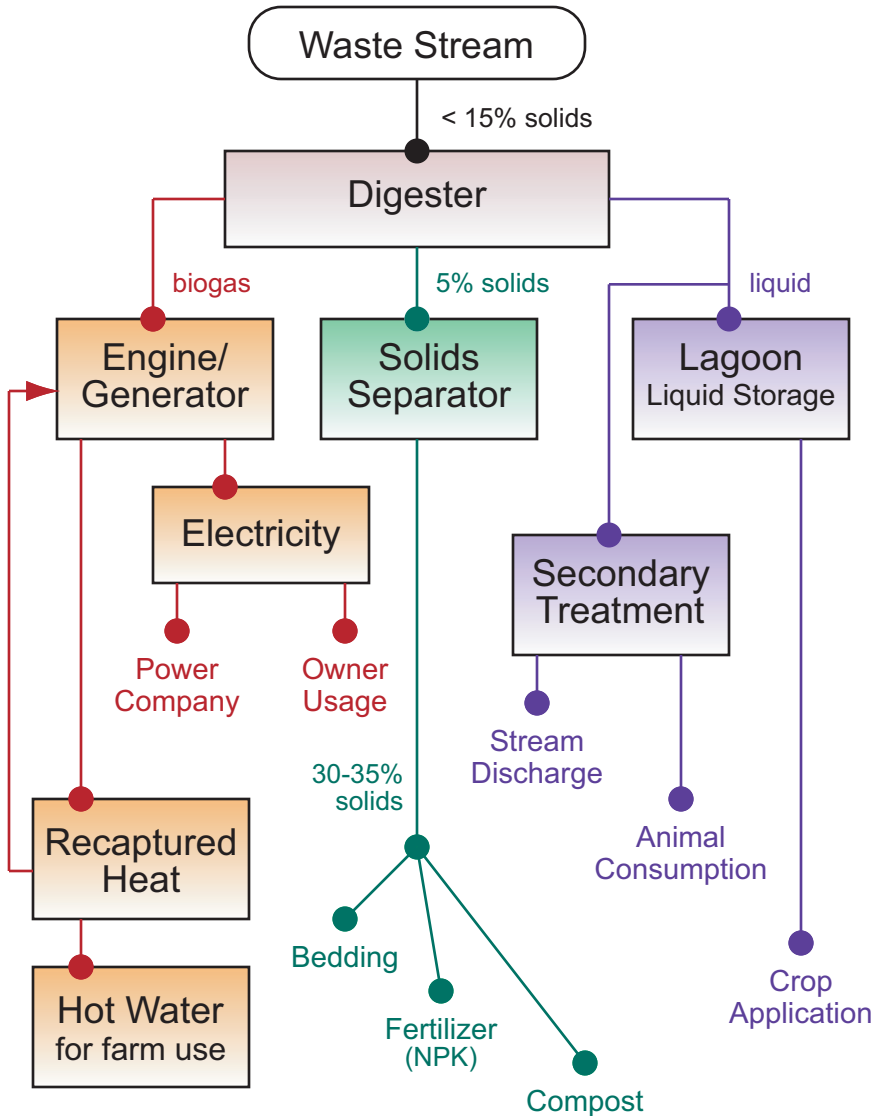 Waste Stream
< 15% solids
Digester
biogas
5% solids
liquid
Engine/
Generator
Solids
Separator
Lagoon
Liquid Storage
Electricity
Secondary
Treatment
Power
Company
Owner
Usage
Stream
Discharge
30-35%
solids
Recaptured
Heat
Animal
Consumption
Bedding
Crop
Application
Hot Water
for farm use
Fertilizer
(NPK)
Compost